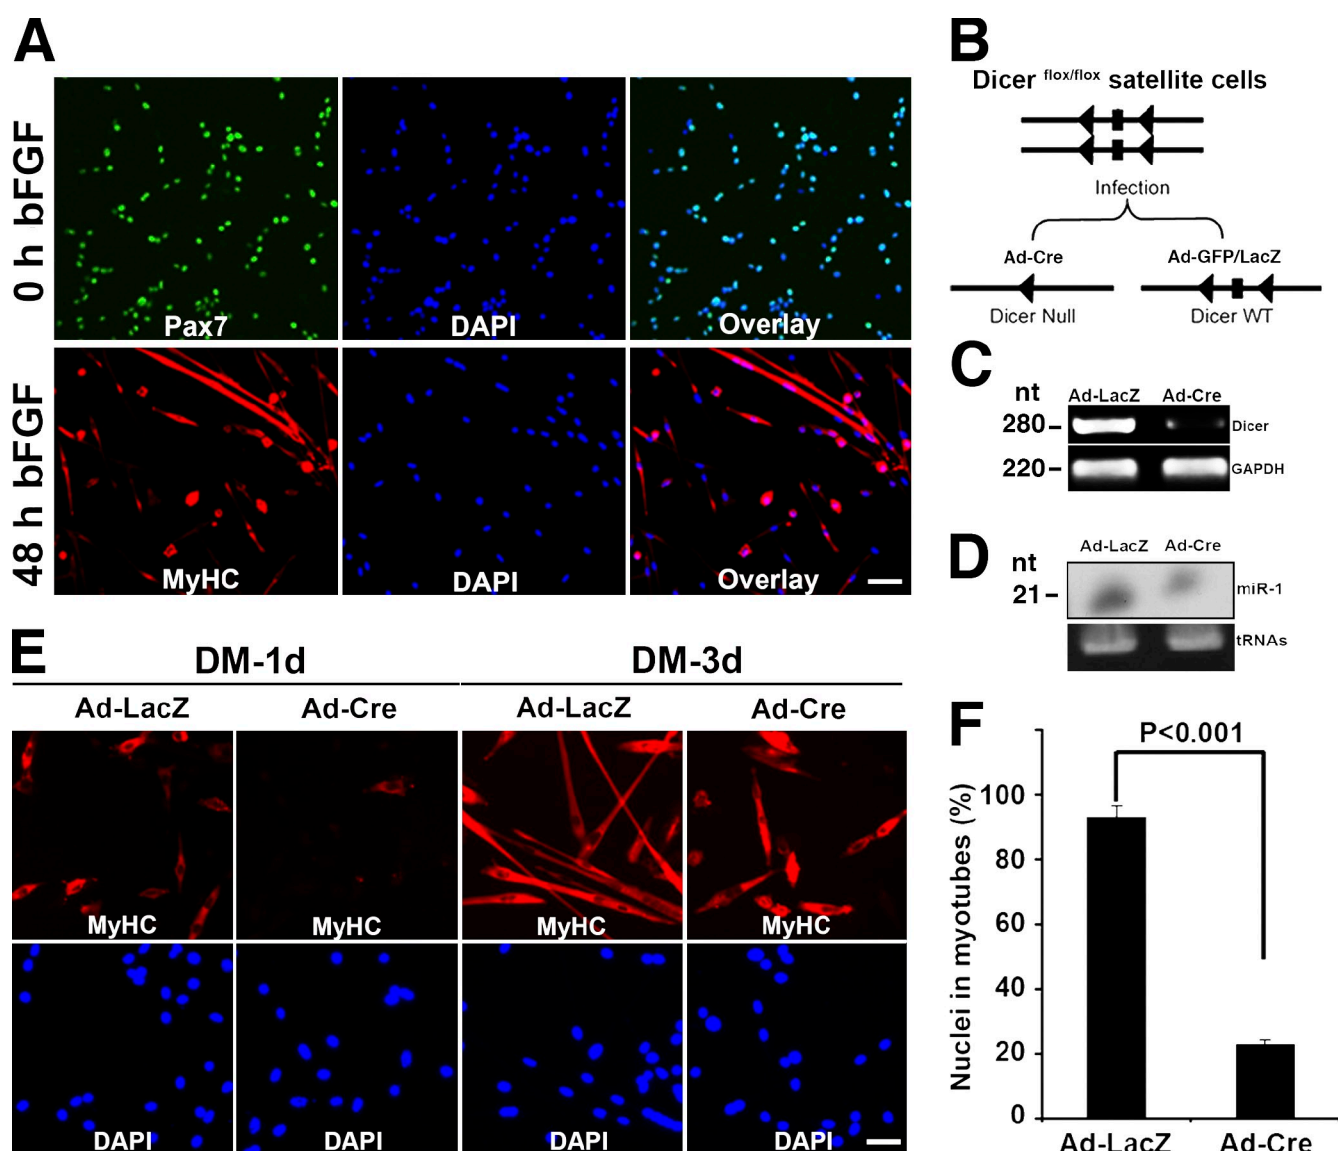 A
0 h bFGF
Pax7
DAPI
Overlay
48 h bFGF
MyHC
DAPI
Overlay
B
Dicer flox/flox satellite cells
Infection
Ad-Cre
Ad-GFP/LacZ
Dicer Null
Dicer WT
C
nt
Ad-LacZ
Ad-Cre
280
Dicer
220
GAPDH
D
nt
Ad-LacZ
Ad-Cre
21
miR-1
tRNAs
E
DM-1d
DM-3d
Ad-LacZ
Ad-Cre
Ad-LacZ
Ad-Cre
MyHC
MyHC
MyHC
MyHC
DAPI
DAPI
DAPI
DAPI
F
P<0.001
Nuclei in myotubes (%)
100
80
60
40
20
0
Ad-LacZ
Ad-Cre